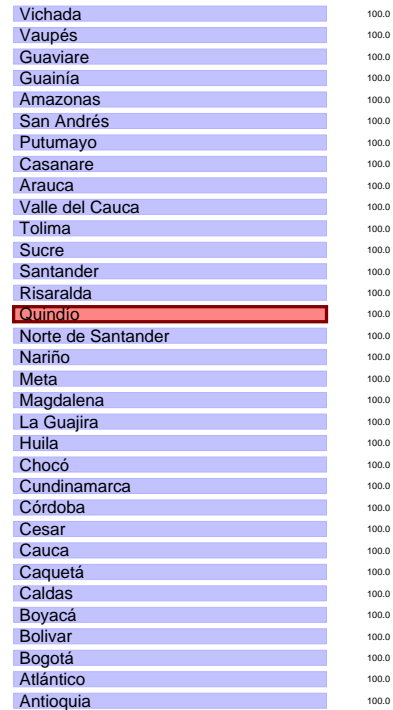 Vichada 100.0
Vaupés 100.0
Guaviare 100.0
Guainía 100.0
Amazonas 100.0
San Andrés 100.0
Putumayo 100.0
Casanare 100.0
Arauca 100.0
Valle del Cauca 100.0
Tolima 100.0
Sucre 100.0
Santander 100.0
Risaralda 100.0
Quindío 100.0
Norte de Santander 100.0
Nariño 100.0
Meta 100.0
Magdalena 100.0
La Guajira 100.0
Huila 100.0
Chocó 100.0
Cundinamarca 100.0
Córdoba 100.0
Cesar 100.0
Cauca 100.0
Caquetá 100.0
Caldas 100.0
Boyacá 100.0
Bolivar 100.0
Bogotá 100.0
Atlántico 100.0
Antioquia 100.0